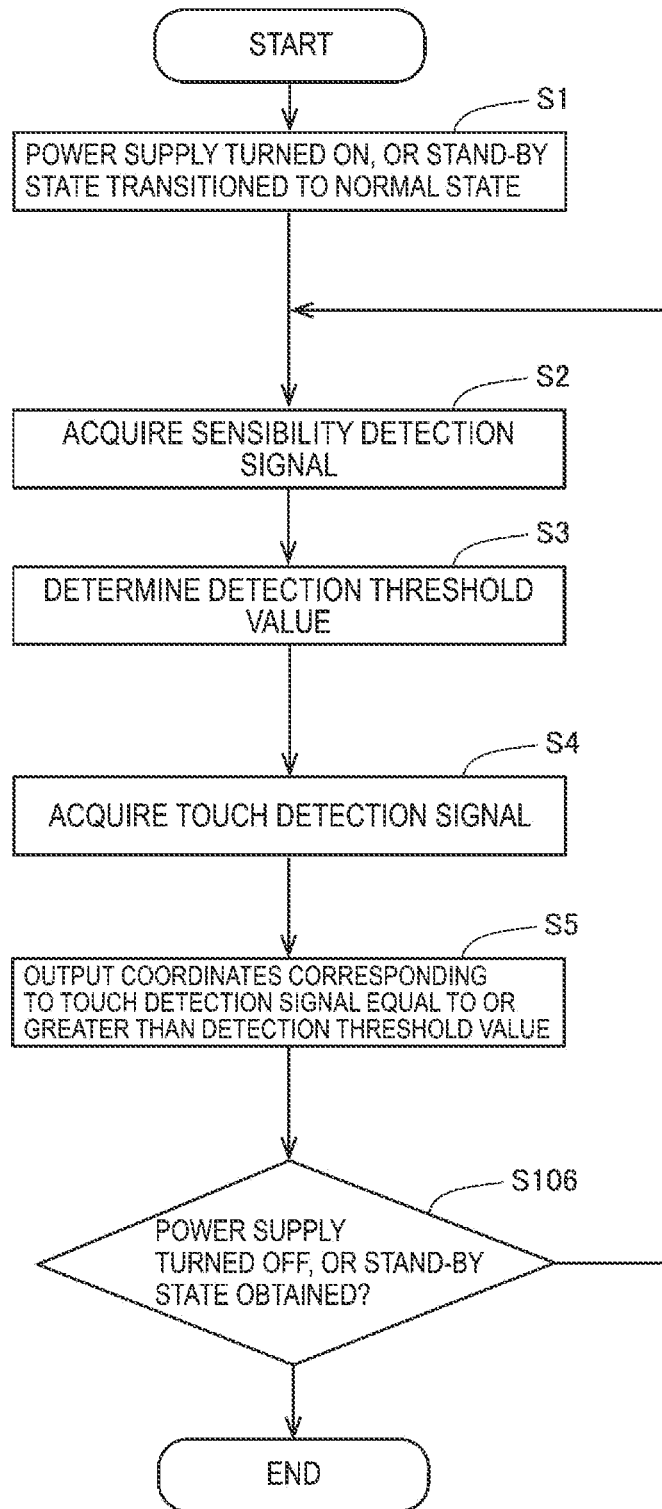 START
S1
POWER SUPPLY TURNED ON, OR STAND-BY
STATE TRANSITIONED TO NORMAL STATE
S2
ACQUIRE SENSIBILITY DETECTION
SIGNAL
S3
DETERMINE DETECTION THRESHOLD
VALUE
S4
ACQUIRE TOUCH DETECTION SIGNAL
S5
OUTPUT COORDINATES CORRESPONDING
TO TOUCH DETECTION SIGNAL EQUAL TO OR
GREATER THAN DETECTION THRESHOLD VALUE
S106
POWER SUPPLY
TURNED OFF, OR STAND-BY
STATE OBTAINED?
END